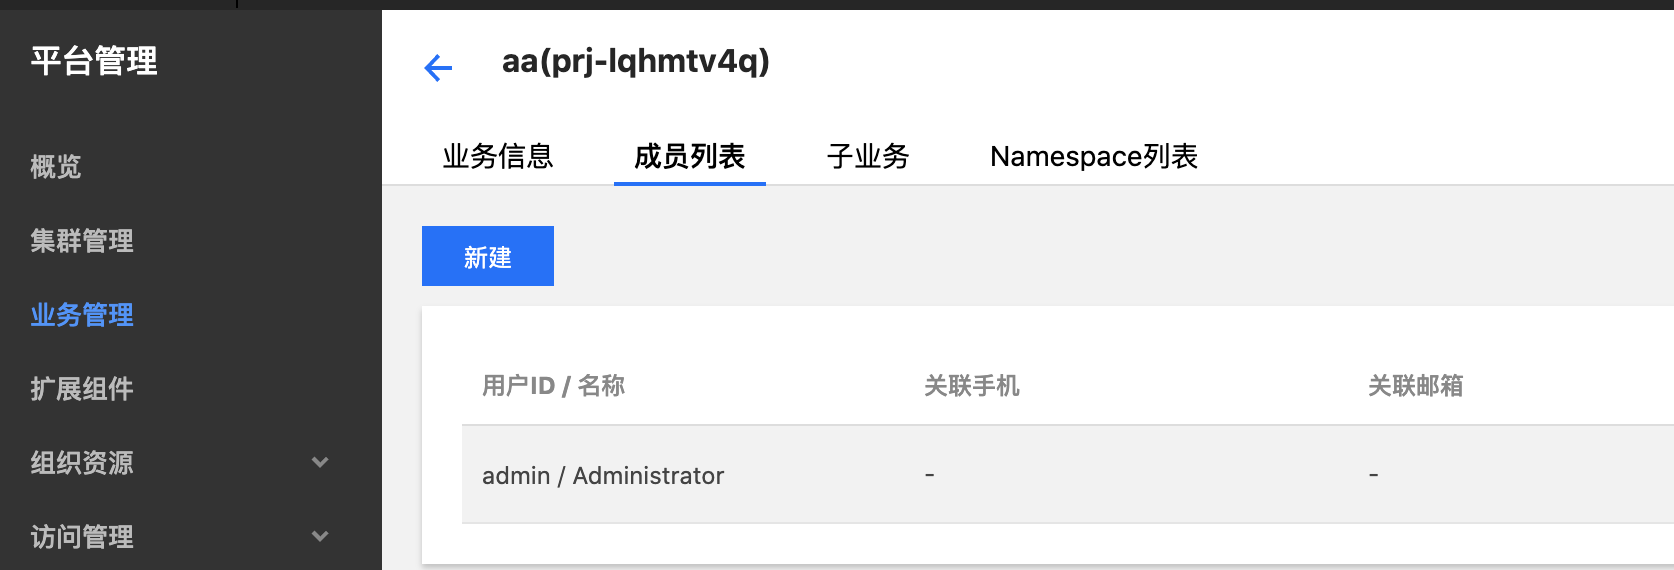 平台管理
概览
集群管理
业务管理
扩展组件
组织资源
访问管理
aa(prj-lqhmtv4q)
业务信息 成员列表 子业务 Namespace列表
新建
用户ID / 名称 关联手机 关联邮箱
admin / Administrator - -